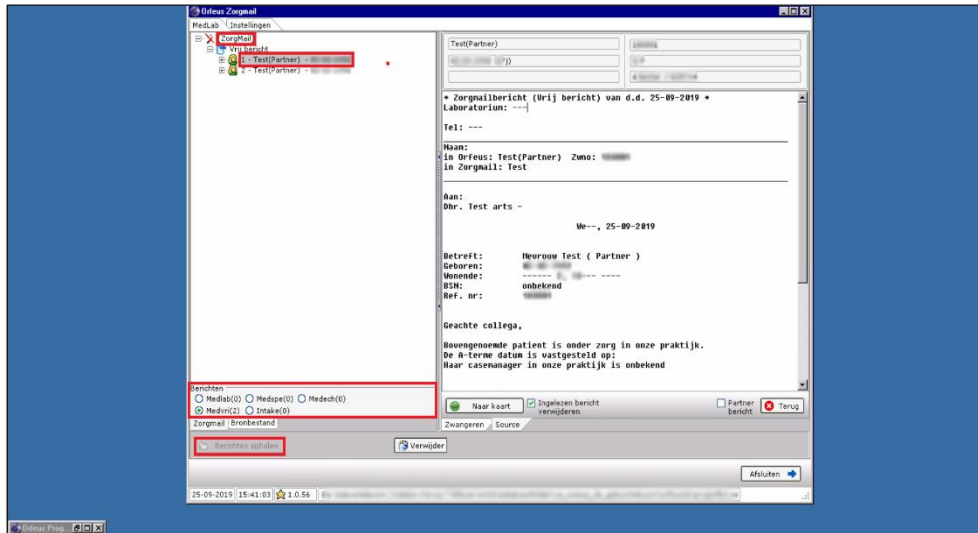 Orfeus Zorgmail
MedLab Instellingen
ZorgMail
Vrij bericht
1 - Test(Partner) -
2 - Test(Partner) -
Berichten
Medlab(0) Medspe(0) Medech(0)
Medvri(2) Intake(0)
Zorgmail Bronbestand
Test(Partner)
j)
* Zorgmailbericht (Vrij bericht) van d.d. 25-09-2019 *
Laboratorium: ---
Tel: ---
Naam:
in Orfeus: Test(Partner) Zwno:
in Zorgmail: Test
Aan:
Dhr. Test arts -
We--, 25-09-2019
Betreft: Mevrouw Test ( Partner )
Geboren:
Wonende: ------ ---- ----
BSN: onbekend
Ref. nr:
Geachte collega,
Bovengenoemde patient is onder zorg in onze praktijk.
De A-terme datum is vastgesteld op:
Haar casemanager in onze praktijk is onbekend
Naar kaart Ingelezen bericht verwijderen Partner bericht Terug
Zwangeren Source
Berichten ophalen Verwijder
Afsluiten
25-09-2019 15:41:03 1.0.56
Orfeus Prog...